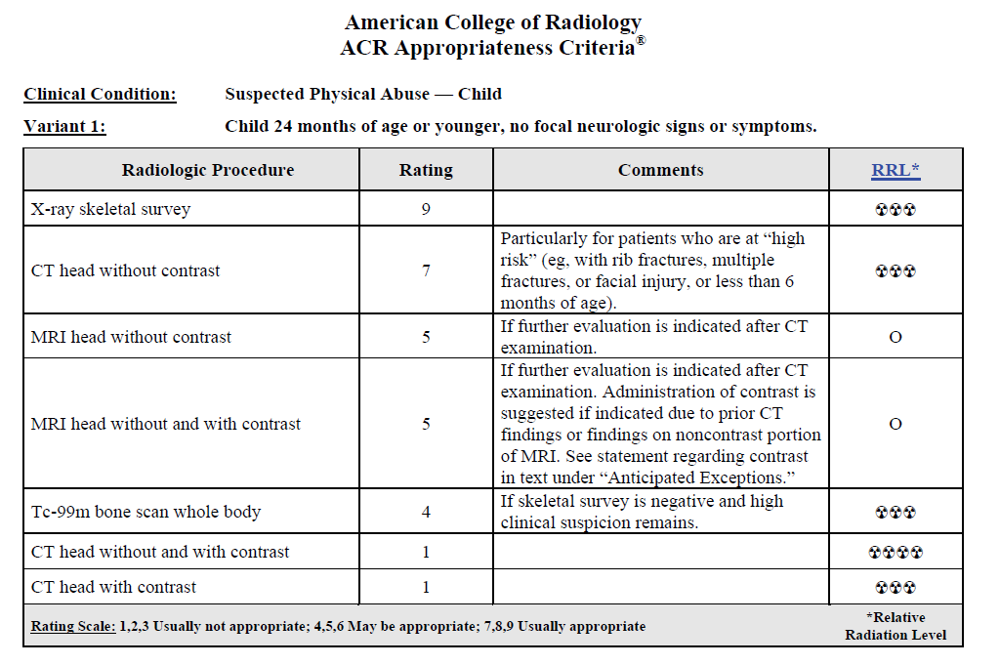 American College of Radiology
ACR Appropriateness Criteria®
Clinical Condition: Suspected Physical Abuse — Child
Variant 1: Child 24 months of age or younger, no focal neurologic signs or symptoms.
Radiologic Procedure Rating Comments RRL*
X-ray skeletal survey 9 ☢☢☢
CT head without contrast 7 Particularly for patients who are at “high
risk” (eg, with rib fractures, multiple
fractures, or facial injury, or less than 6
months of age). ☢☢☢
MRI head without contrast 5 If further evaluation is indicated after CT
examination. O
MRI head without and with contrast 5 If further evaluation is indicated after CT
examination. Administration of contrast is
suggested if indicated due to prior CT
findings or findings on noncontrast portion
of MRI. See statement regarding contrast
in text under “Anticipated Exceptions.” O
Tc-99m bone scan whole body 4 If skeletal survey is negative and high
clinical suspicion remains. ☢☢☢
CT head without and with contrast 1 ☢☢☢☢
CT head with contrast 1 ☢☢☢
Rating Scale: 1,2,3 Usually not appropriate; 4,5,6 May be appropriate; 7,8,9 Usually appropriate
*Relative
Radiation Level